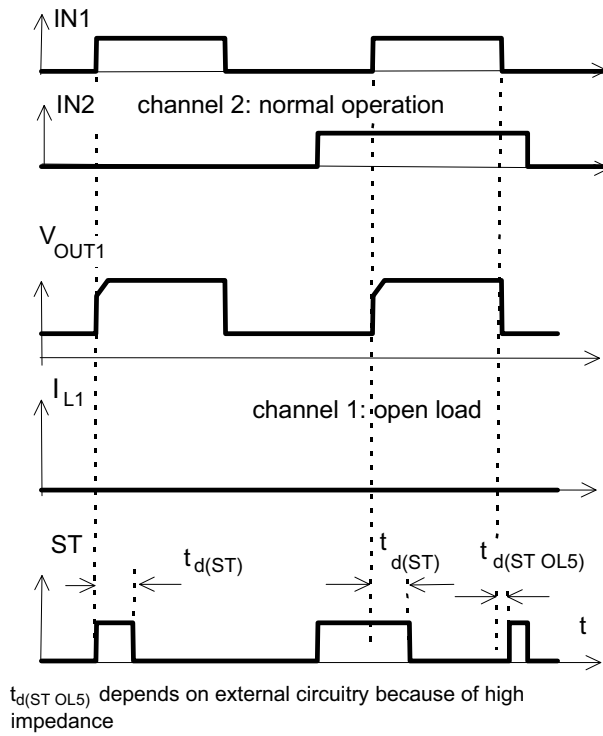 IN1
IN2
channel 2: normal operation
VOUT1
IL1
channel 1: open load
ST
td(ST)
td(ST)
td(ST OL5)
t
td(ST OL5) depends on external circuitry because of high
impedance